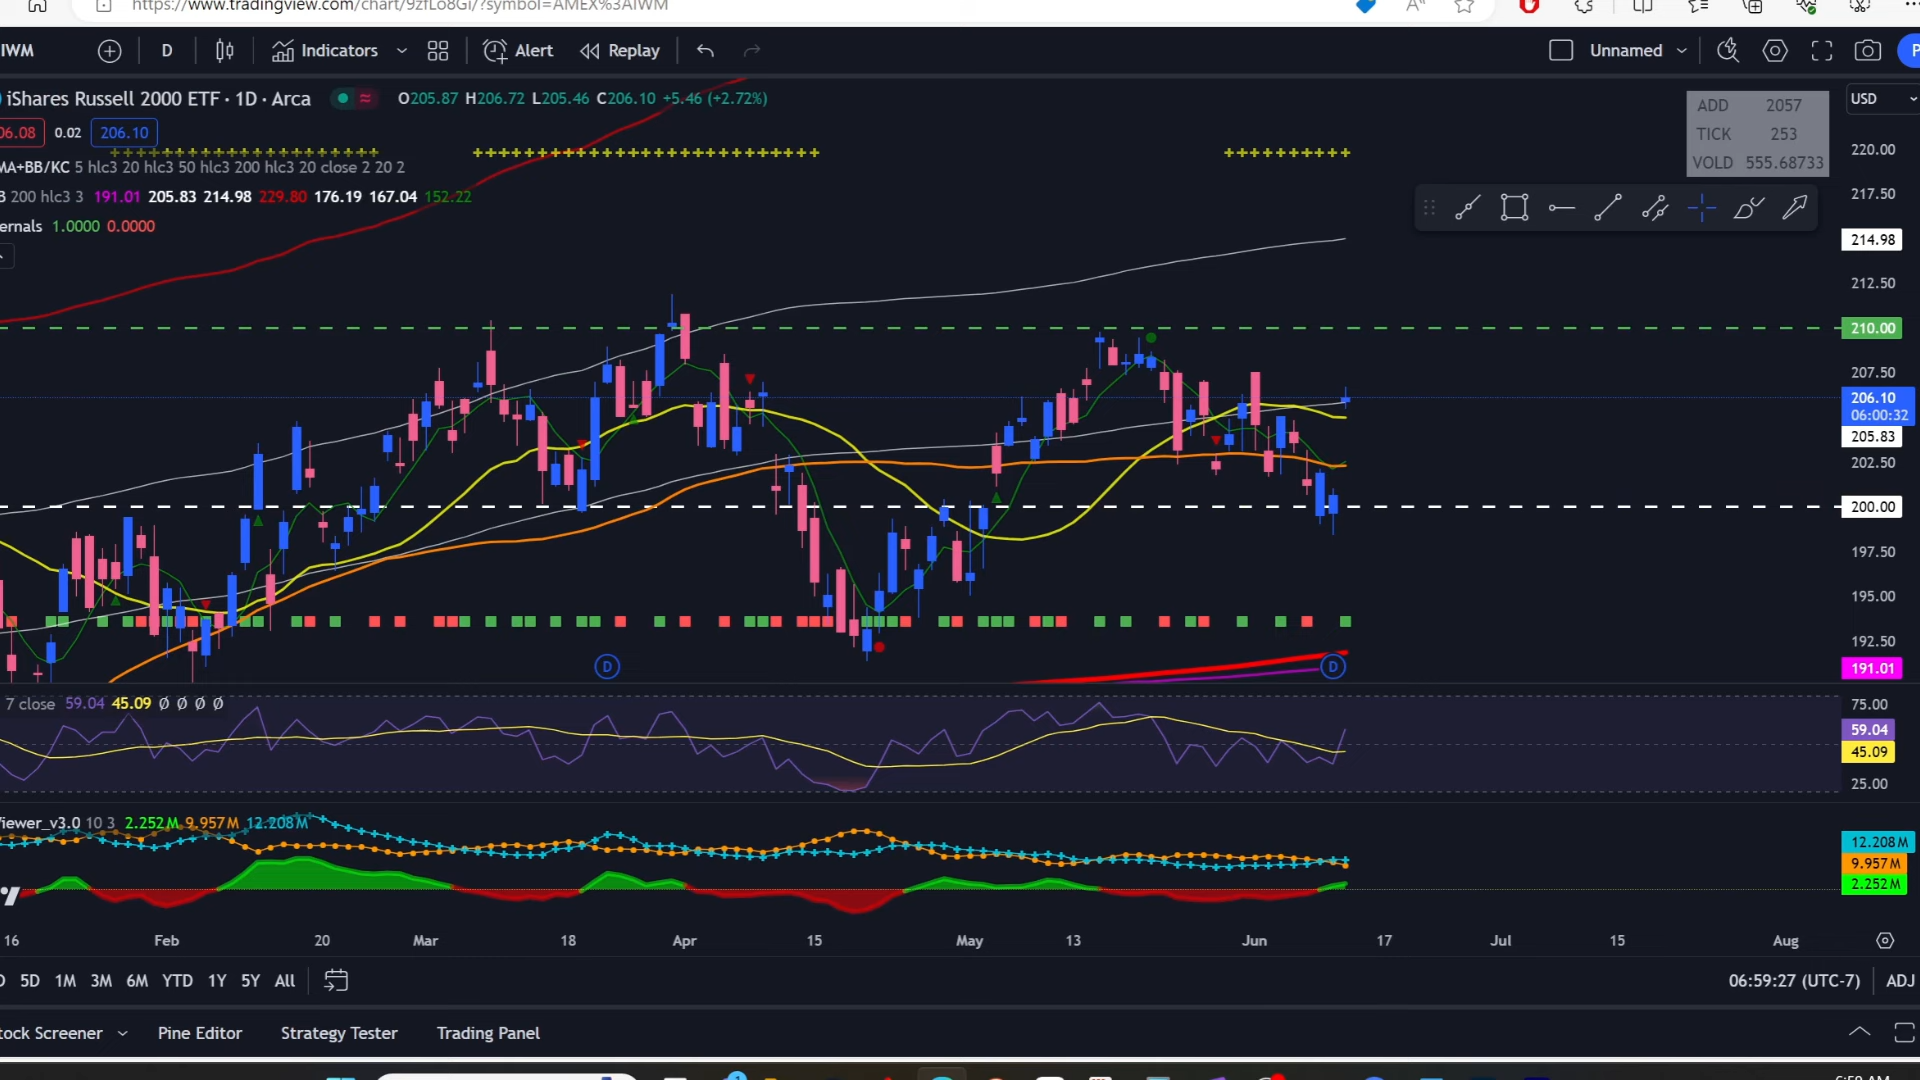 https://www.tradingview.com/chart/9zfLo8Gi/?symbol=AMEX%3AIWM
IWM D Indicators Alert Replay Unnamed
iShares Russell 2000 ETF · 1D · Arca O205.87 H206.72 L205.46 C206.10 +5.46 (+2.72%)
06.08 0.02 206.10
MA+BB/KC 5 hlc3 20 hlc3 50 hlc3 200 hlc3 20 close 2 20 2
3 200 hlc3 3 191.01 205.83 214.98 229.80 176.19 167.04 152.22
ernals 1.0000 0.0000
ADD 2057
TICK 253
VOLD 555.68733
USD
220.00
217.50
214.98
212.50
210.00
207.50
206.10
06:00:32
205.83
202.50
200.00
197.50
195.00
192.50
191.01
D D
7 close 59.04 45.09 Ø Ø Ø Ø
75.00
59.04
45.09
25.00
iewer_v3.0 10 3 2.252M 9.957M 12.208M
12.208M
9.957M
2.252M
16 Feb 20 Mar 18 Apr 15 May 13 Jun 17 Jul 15 Aug
D 5D 1M 3M 6M YTD 1Y 5Y All 06:59:27 (UTC-7) ADJ
tock Screener Pine Editor Strategy Tester Trading Panel